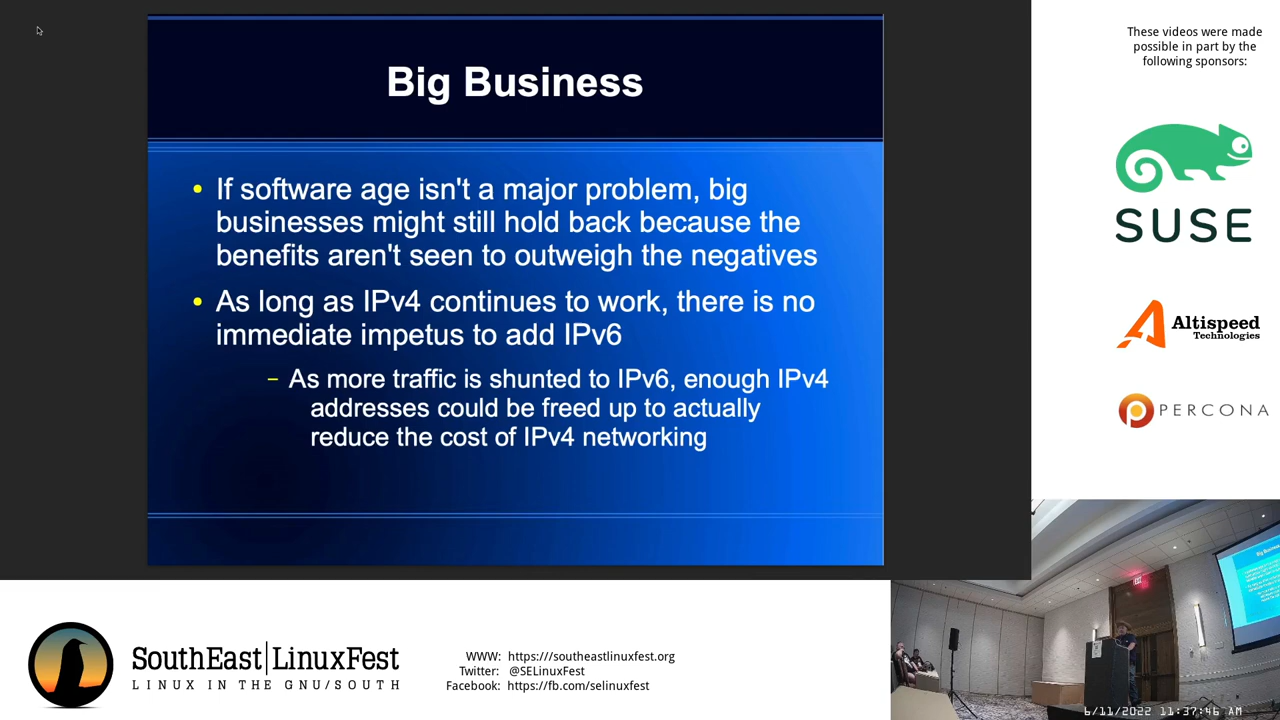 Big Business
• If software age isn't a major problem, big
businesses might still hold back because the
benefits aren't seen to outweigh the negatives
• As long as IPv4 continues to work, there is no
immediate impetus to add IPv6
– As more traffic is shunted to IPv6, enough IPv4
addresses could be freed up to actually
reduce the cost of IPv4 networking
These videos were made
possible in part by the
following sponsors:
SUSE
Altispeed
Technologies
PERCONA
SouthEast|LinuxFest
LINUX IN THE GNU/SOUTH
WWW: https:///southeastlinuxfest.org
Twitter: @SELinuxFest
Facebook: https://fb.com/selinuxfest
Big Business
EXIT
6/11/2022 11:37:46 AM